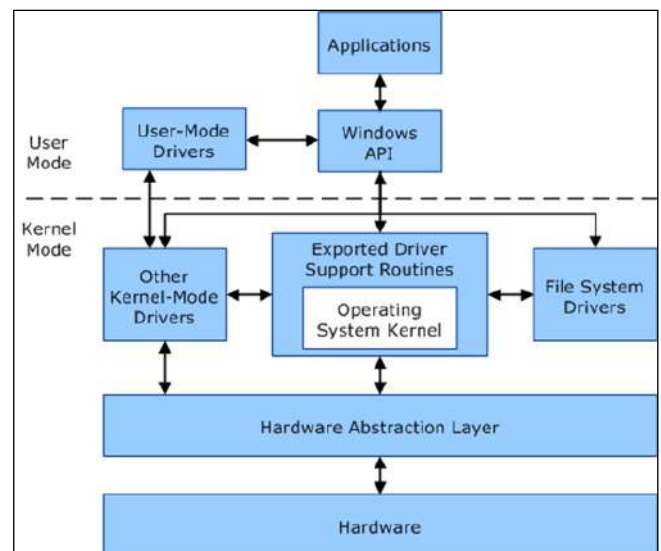 Applications
User-Mode
Drivers
Windows
API
User
Mode
Kernel
Mode
Other
Kernel-Mode
Drivers
Exported Driver
Support Routines
Operating
System Kernel
File System
Drivers
Hardware Abstraction Layer
Hardware